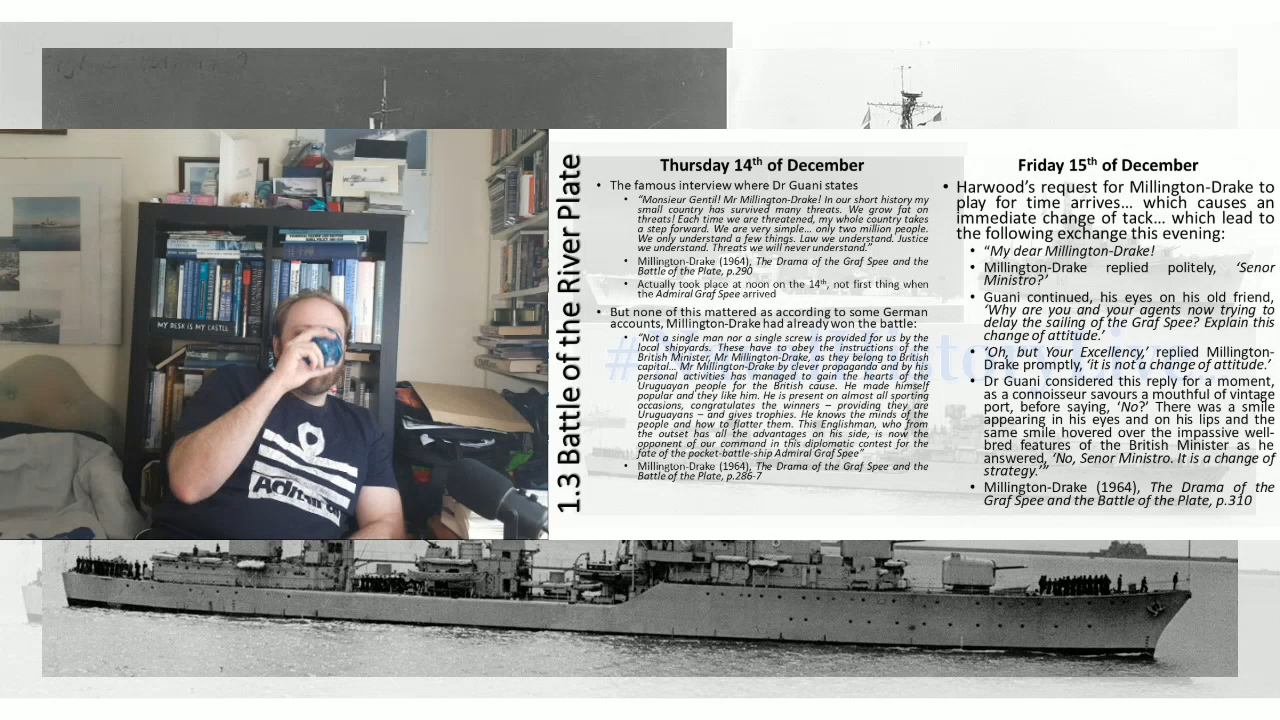 1.3 Battle of the River Plate
Thursday 14th of December
• The famous interview where Dr Guani states
• "Monsieur Gentil! Mr Millington-Drake! In our short history my
small country has survived many threats. We grow fat on
threats! Each time we are threatened, my whole country takes
a step forward. We are very simple... only two million people.
We only understand a few things. Law we understand. Justice
we understand. Threats we will never understand."
• Millington-Drake (1964), The Drama of the Graf Spee and the
Battle of the Plate, p.290
• Actually took place at noon on the 14th, not first thing when
the Admiral Graf Spee arrived
• But none of this mattered as according to some German
accounts, Millington-Drake had already won the battle:
• "Not a single man nor a single screw is provided for us by the
local shipyards. These have to obey the instructions of the
British Minister, Mr Millington-Drake, as they belong to British
capital... Mr Millington-Drake by clever propaganda and by his
personal activities has managed to gain the hearts of the
Uruguayan people for the British cause. He made himself
popular and they like him. He is present on almost all sporting
occasions, congratulates the winners – providing they are
Uruguayans – and gives trophies. He knows the minds of the
people and how to flatter them. This Englishman, who from
the outset has all the advantages on his side, is now the
opponent of our command in this diplomatic contest for the
fate of the pocket-battle-ship Admiral Graf Spee"
• Millington-Drake (1964), The Drama of the Graf Spee and the
Battle of the Plate, p.286-7
Friday 15th of December
• Harwood's request for Millington-Drake to
play for time arrives... which causes an
immediate change of tack... which lead to
the following exchange this evening:
• "My dear Millington-Drake!
• Millington-Drake replied politely, 'Senor
Ministro?'
• Guani continued, his eyes on his old friend,
'Why are you and your agents now trying to
delay the sailing of the Graf Spee? Explain this
change of attitude.'
• 'Oh, but Your Excellency,' replied Millington-
Drake promptly, 'it is not a change of attitude.'
• Dr Guani considered this reply for a moment,
as a connoisseur savours a mouthful of vintage
port, before saying, 'No?' There was a smile
appearing in his eyes and on his lips and the
same smile hovered over the impassive well-
bred features of the British Minister as he
answered, 'No, Senor Ministro. It is a change of
strategy.'"
• Millington-Drake (1964), The Drama of the
Graf Spee and the Battle of the Plate, p.310
MY DESK IS MY CASTLE